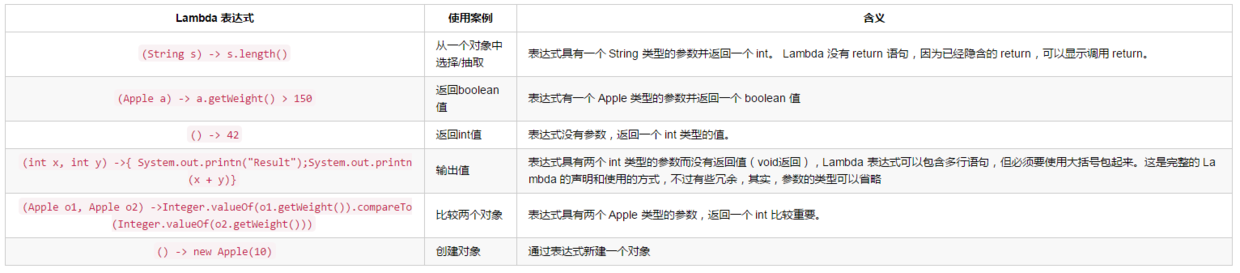 Lambda 表达式 使用案例 含义
(String s) -> s.length()
从一个对象中
选择/抽取
表达式具有一个 String 类型的参数并返回一个 int。 Lambda 没有 return 语句，因为已经隐含的 return，可以显示调用 return。
(Apple a) -> a.getWeight() > 150
返回boolean
值
表达式有一个 Apple 类型的参数并返回一个 boolean 值
() -> 42
返回int值
表达式没有参数，返回一个 int 类型的值。
(int x, int y) ->{ System.out.printn("Result");System.out.printn
(x + y)}
输出值
表达式具有两个 int 类型的参数而没有返回值（void返回），Lambda 表达式可以包含多行语句，但必须要使用大括号包起来。这是完整的 La
mbda 的声明和使用的方式，不过有些冗余，其实，参数的类型可以省略
(Apple o1, Apple o2) ->Integer.valueOf(o1.getWeight()).compareTo
(Integer.valueOf(o2.getWeight()))
比较两个对象
表达式具有两个 Apple 类型的参数，返回一个 int 比较重要。
() -> new Apple(10)
创建对象
通过表达式新建一个对象